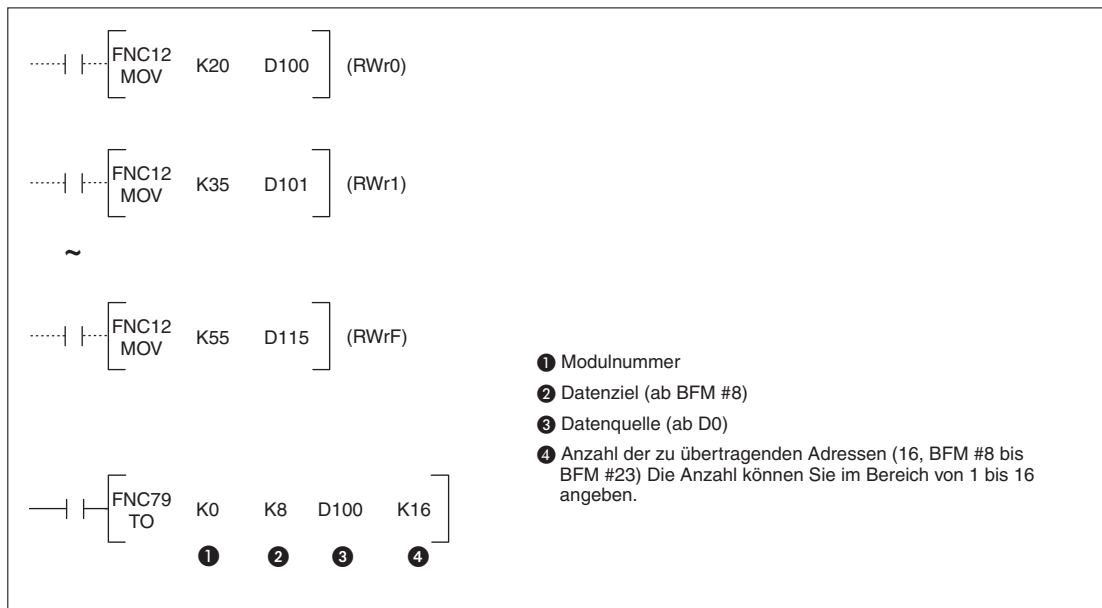 FNC12
MOV K20 D100 (RWr0)
FNC12
MOV K35 D101 (RWr1)
~
FNC12
MOV K55 D115 (RWrF)
❶ Modulnummer
❷ Datenziel (ab BFM #8)
❸ Datenquelle (ab D0)
❹ Anzahl der zu übertragenden Adressen (16, BFM #8 bis
BFM #23) Die Anzahl können Sie im Bereich von 1 bis 16
angeben.
FNC79
TO K0 K8 D100 K16
❶ ❷ ❸ ❹